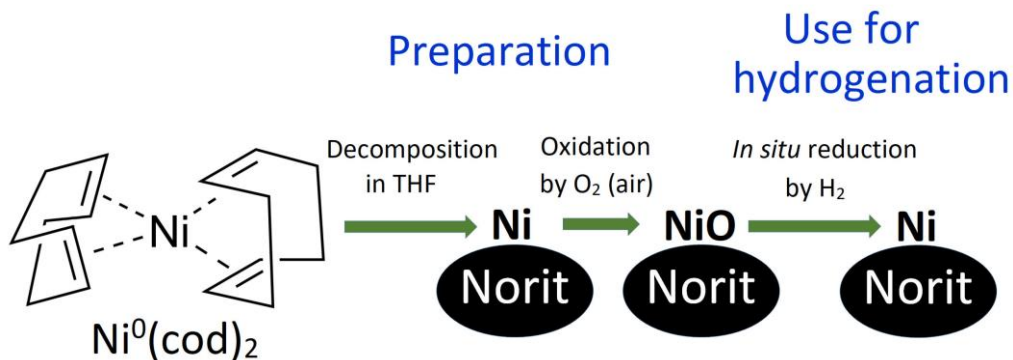 Preparation
Use for
hydrogenation
Decomposition
in THF
Oxidation
by O₂ (air)
In situ reduction
by H₂
Ni
Ni
NiO
Ni
Norit
Norit
Norit
Ni⁰(cod)₂